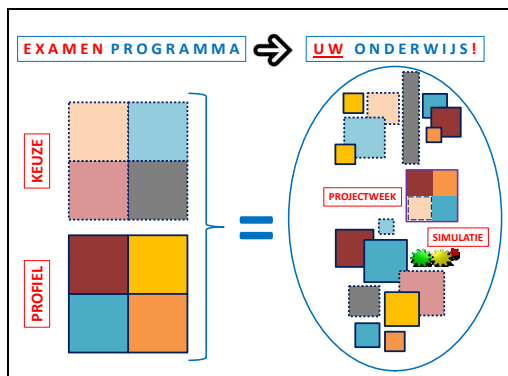 EXAMEN PROGRAMMA
UW ONDERWIJS!
KEUZE
PROFIEL
PROJECTWEEK
SIMULATIE